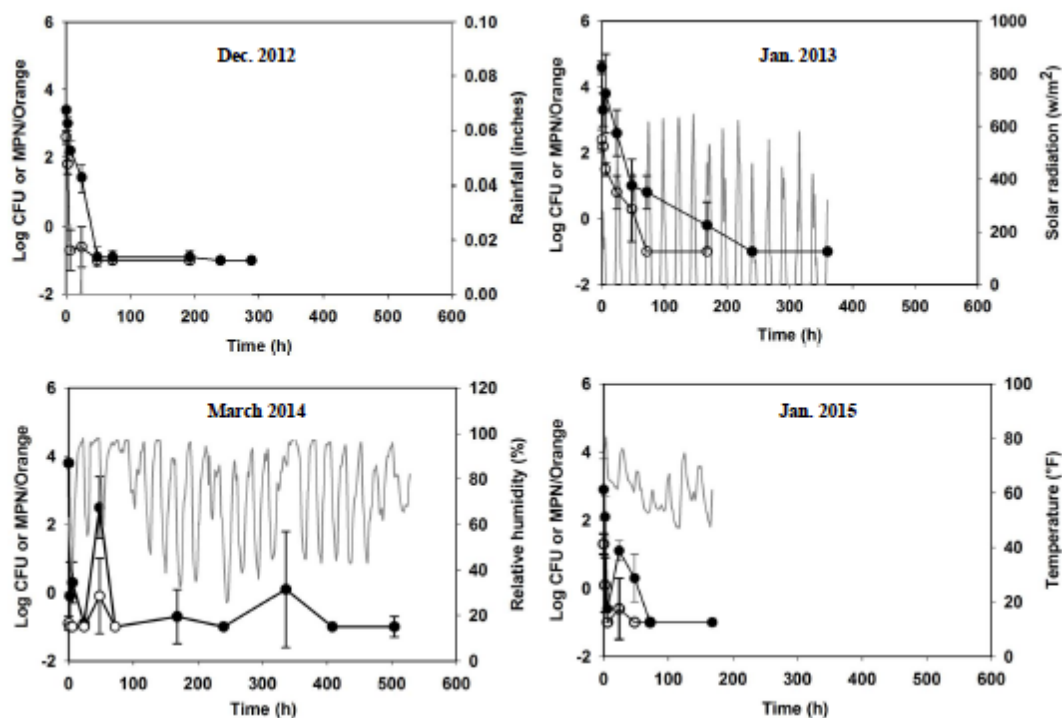 Dec. 2012
Log CFU or MPN/Orange
6
4
2
0
-2
Rainfall (inches)
0.10
0.08
0.06
0.04
0.02
0.00
0 100 200 300 400 500 600
Time (h)
Jan. 2013
Log CFU or MPN/Orange
6
4
2
0
-2
Solar radiation (w/m²)
1000
800
600
400
200
0
0 100 200 300 400 500 600
Time (h)
March 2014
Log CFU or MPN/Orange
6
4
2
0
-2
Relative humidity (%)
120
100
80
60
40
20
0
0 100 200 300 400 500 600
Time (h)
Jan. 2015
Log CFU or MPN/Orange
6
4
2
0
-2
Temperature (°F)
100
80
60
40
20
0
0 100 200 300 400 500 600
Time (h)